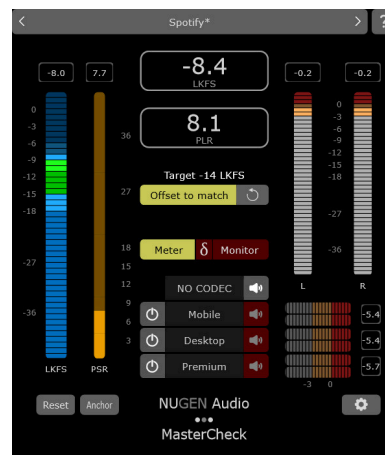 < Spotify* > ?
-8.0 7.7
-8.4
LKFS
-0.2 -0.2
8.1
PLR
0
-3
-6
-9
-12
-15
-18
-27
-36
36
27
18
15
12
9
6
3
0
-3
-6
-9
-12
-15
-18
-27
-36
Target -14 LKFS
Offset to match
Meter δ Monitor
NO CODEC
Mobile
Desktop
Premium
L R
-5.4
-5.4
-5.7
-3 0
LKFS PSR
Reset Anchor
NUGEN Audio
MasterCheck